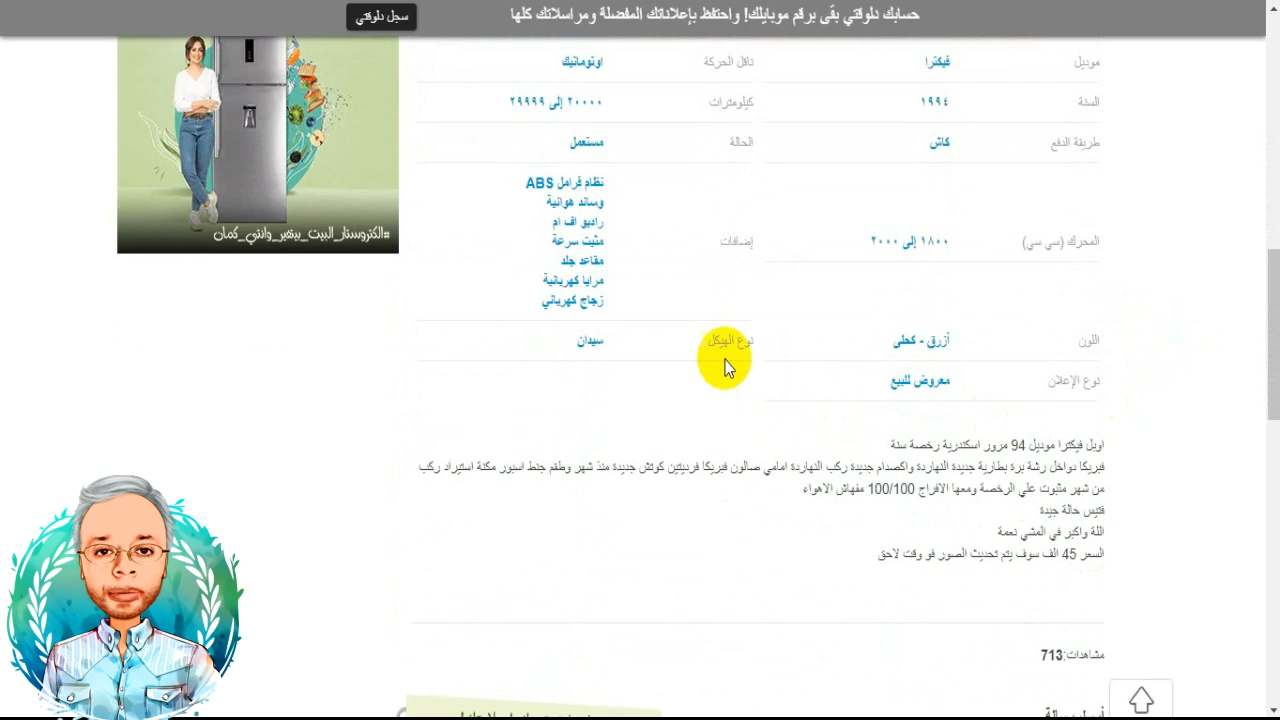 حسابك دلوقتي بقى برقم موبايلك! واحتفظ بإعلاناتك المفضلة ومراسلاتك كلها
سجل دلوقتي
موديل
فيكترا
ناقل الحركة
اوتوماتيك
السنة
١٩٩٤
كيلومترات
٢٠٠٠٠ إلى ٢٩٩٩٩
طريقة الدفع
كاش
الحالة
مستعمل
المحرك (سي سي)
١٨٠٠ إلى ٢٠٠٠
إضافات
نظام فرامل ABS
وسائد هوائية
راديو اف ام
مثبت سرعة
مقاعد جلد
مرايا كهربائية
زجاج كهربائي
اللون
أزرق - كحلى
نوع الهيكل
سيدان
نوع الإعلان
معروض للبيع
اوبل فيكترا موديل 94 مرور اسكندرية رخصة سنة
فبريكا دواخل رشة برة بطارية جديدة النهاردة واكصدام جديدة ركب النهاردة امامي صالون فبريكا فرديتين كوتش جديدة منذ شهر وطقم جنط اسبور مكنة استيراد ركب
من شهر مثبوت علي الرخصة ومعها الافراج 100/100 مفهاش الاهواء
فتيس حالة جيدة
اللة واكبر في المشي نعمة
السعر 45 الف سوف يتم تحديث الصور فو وقت لاحق
مشاهدات:713
#الكتروستار_البيت_بيتغير_وانتي_كمان